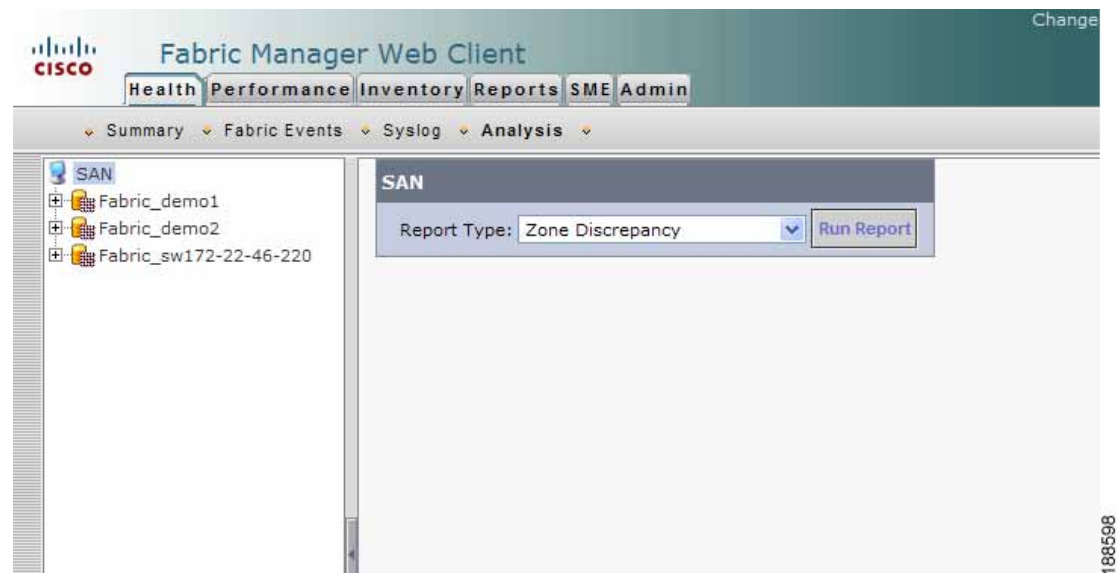 Change
CISCO
Fabric Manager Web Client
Health Performance Inventory Reports SME Admin
Summary Fabric Events Syslog Analysis
SAN
Fabric_demo1
Fabric_demo2
Fabric_sw172-22-46-220
SAN
Report Type: Zone Discrepancy Run Report
188598